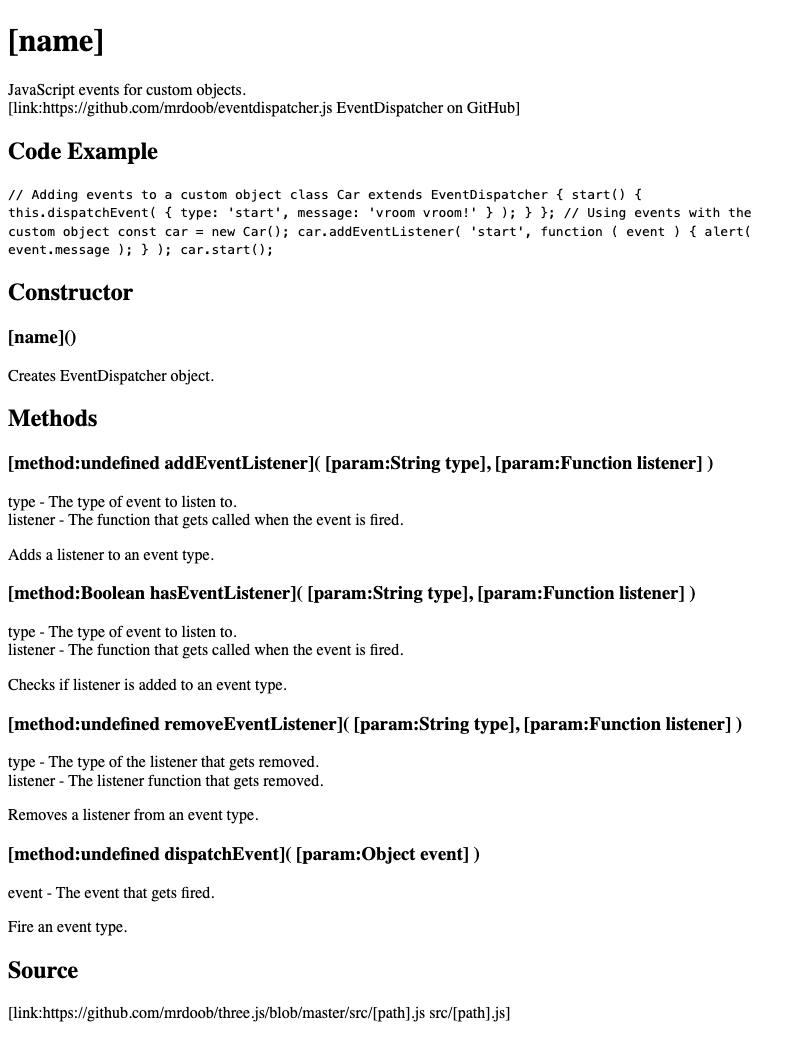 [name]
JavaScript events for custom objects.
[link:https://github.com/mrdoob/eventdispatcher.js EventDispatcher on GitHub]
Code Example
// Adding events to a custom object class Car extends EventDispatcher { start() {
this.dispatchEvent( { type: 'start', message: 'vroom vroom!' } ); } }; // Using events with the
custom object const car = new Car(); car.addEventListener( 'start', function ( event ) { alert(
event.message ); } ); car.start();
Constructor
[name]()
Creates EventDispatcher object.
Methods
[method:undefined addEventListener]( [param:String type], [param:Function listener] )
type - The type of event to listen to.
listener - The function that gets called when the event is fired.
Adds a listener to an event type.
[method:Boolean hasEventListener]( [param:String type], [param:Function listener] )
type - The type of event to listen to.
listener - The function that gets called when the event is fired.
Checks if listener is added to an event type.
[method:undefined removeEventListener]( [param:String type], [param:Function listener] )
type - The type of the listener that gets removed.
listener - The listener function that gets removed.
Removes a listener from an event type.
[method:undefined dispatchEvent]( [param:Object event] )
event - The event that gets fired.
Fire an event type.
Source
[link:https://github.com/mrdoob/three.js/blob/master/src/[path].js src/[path].js]